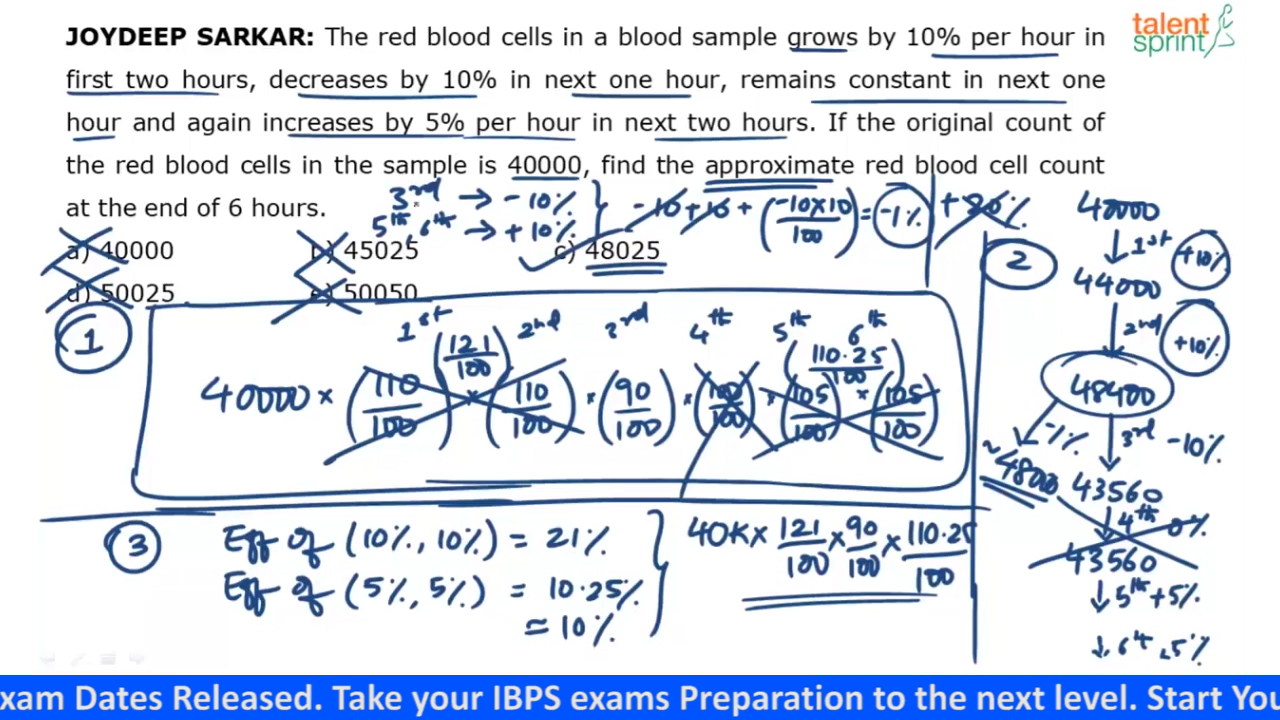 talent
sprint
JOYDEEP SARKAR: The red blood cells in a blood sample grows by 10% per hour in
first two hours, decreases by 10% in next one hour, remains constant in next one
hour and again increases by 5% per hour in next two hours. If the original count of
the red blood cells in the sample is 40000, find the approximate red blood cell count
at the end of 6 hours.
3rd → -10%
5th, 6th → +10%
-10 +10 + (-10×10/100) = -1%
+20%
a) 40000 b) 45025 c) 48025
d) 50025 e) 50050
1
1st 2nd 3rd 4th 5th 6th
(121/100) (110.25/100)
40000 × (110/100) × (110/100) × (90/100) × (100/100) × (105/100) × (105/100)
2
40000
↓ 1st +10%
44000
↓ 2nd +10%
48400
-1% ↓ 3rd -10%
~4800 43560
↓ 4th 0%
43560
↓ 5th +5%
↓ 6th 5%
3
Eff of (10%, 10%) = 21%
Eff of (5%, 5%) = 10.25%
≈ 10%
40K × 121/100 × 90/100 × 110.25/100
xam Dates Released. Take your IBPS exams Preparation to the next level. Start You